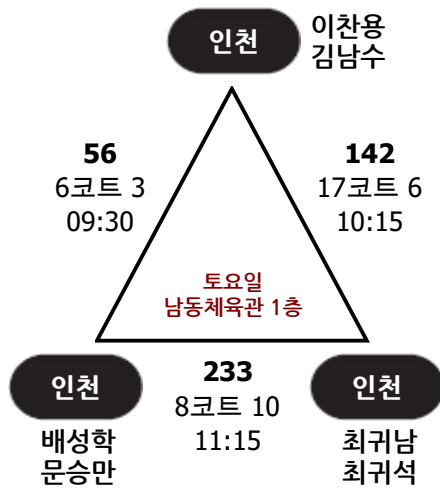 인천
이찬용
김남수
56
6코트 3
09:30
142
17코트 6
10:15
토요일
남동체육관 1층
인천
배성학
문승만
233
8코트 10
11:15
인천
최귀남
최귀석